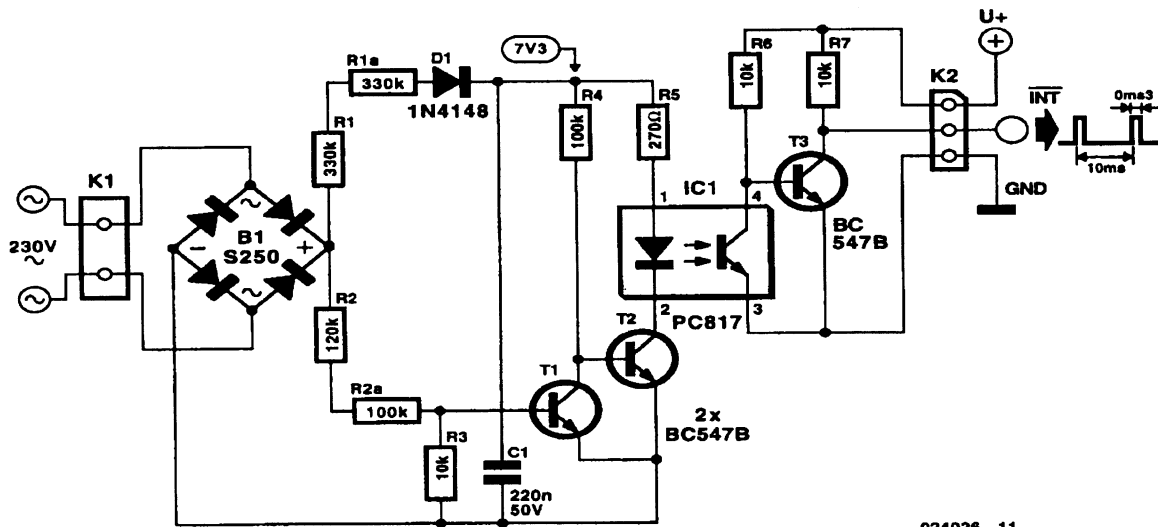 U+
7V3
R1a
D1
330k
1N4148
R1
330k
R4
100k
R5
270Ω
R6
10k
R7
10k
K2
INT
0ms3
10ms
T3
BC
547B
GND
K1
230V
~
~
B1
S250
-
+
~
IC1
1
4
2
3
PC817
R2
120k
R2a
100k
T1
T2
2x
BC547B
R3
10k
C1
220n
50V
024026 - 11